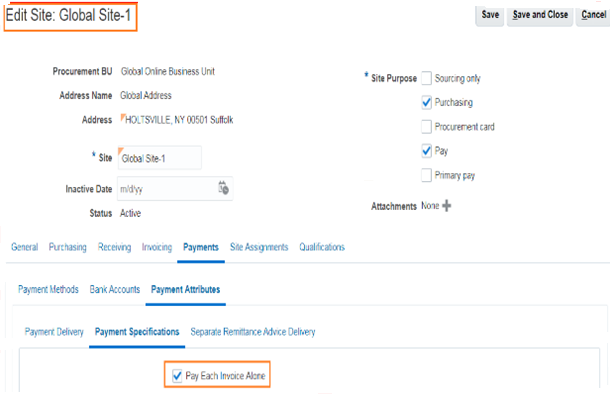 Edit Site: Global Site-1
Save Save and Close Cancel
Procurement BU Global Online Business Unit
Address Name Global Address
Address HOLTSVILLE, NY 00501 Suffolk
* Site Global Site-1
Inactive Date m/d/yy
Status Active
* Site Purpose Sourcing only
Purchasing
Procurement card
Pay
Primary pay
Attachments None
General Purchasing Receiving Invoicing Payments Site Assignments Qualifications
Payment Methods Bank Accounts Payment Attributes
Payment Delivery Payment Specifications Separate Remittance Advice Delivery
Pay Each Invoice Alone